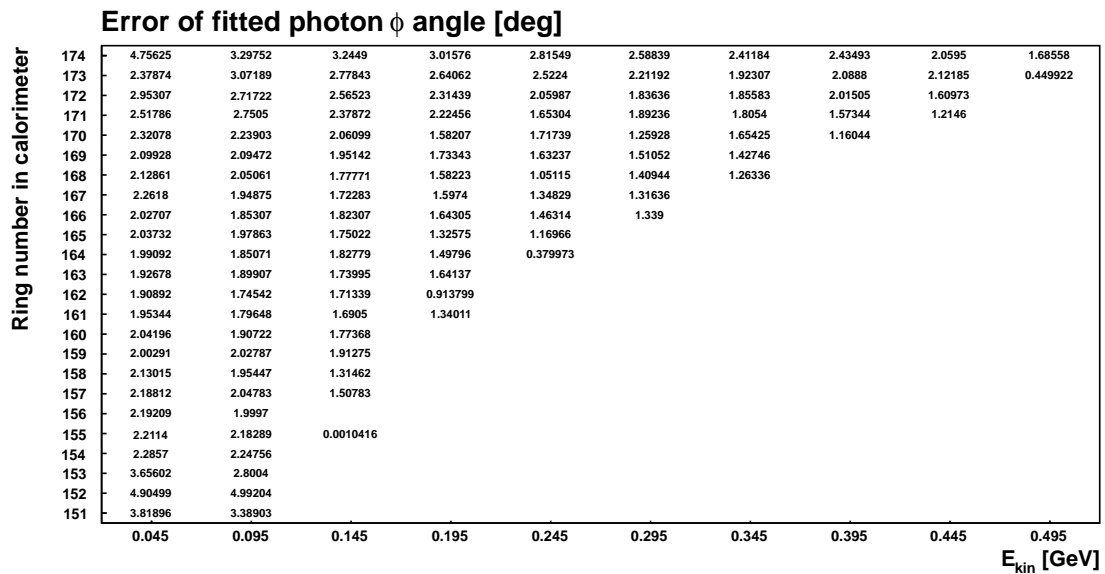 Error of fitted photon ϕ angle [deg]
Ring number in calorimeter
174 4.75625 3.29752 3.2449 3.01576 2.81549 2.58839 2.41184 2.43493 2.0595 1.68558
173 2.37874 3.07189 2.77843 2.64062 2.5224 2.21192 1.92307 2.0888 2.12185 0.449922
172 2.95307 2.71722 2.56523 2.31439 2.05987 1.83636 1.85583 2.01505 1.60973
171 2.51786 2.7505 2.37872 2.22456 1.65304 1.89236 1.8054 1.57344 1.2146
170 2.32078 2.23903 2.06099 1.58207 1.71739 1.25928 1.65425 1.16044
169 2.09928 2.09472 1.95142 1.73343 1.63237 1.51052 1.42746
168 2.12861 2.05061 1.77771 1.58223 1.05115 1.40944 1.26336
167 2.2618 1.94875 1.72283 1.5974 1.34829 1.31636
166 2.02707 1.85307 1.82307 1.64305 1.46314 1.339
165 2.03732 1.97863 1.75022 1.32575 1.16966
164 1.99092 1.85071 1.82779 1.49796 0.379973
163 1.92678 1.89907 1.73995 1.64137
162 1.90892 1.74542 1.71339 0.913799
161 1.95344 1.79648 1.6905 1.34011
160 2.04196 1.90722 1.77368
159 2.00291 2.02787 1.91275
158 2.13015 1.95447 1.31462
157 2.18812 2.04783 1.50783
156 2.19209 1.9997
155 2.2114 2.18289 0.0010416
154 2.2857 2.24756
153 3.65602 2.8004
152 4.90499 4.99204
151 3.81896 3.38903
0.045 0.095 0.145 0.195 0.245 0.295 0.345 0.395 0.445 0.495
E_kin [GeV]